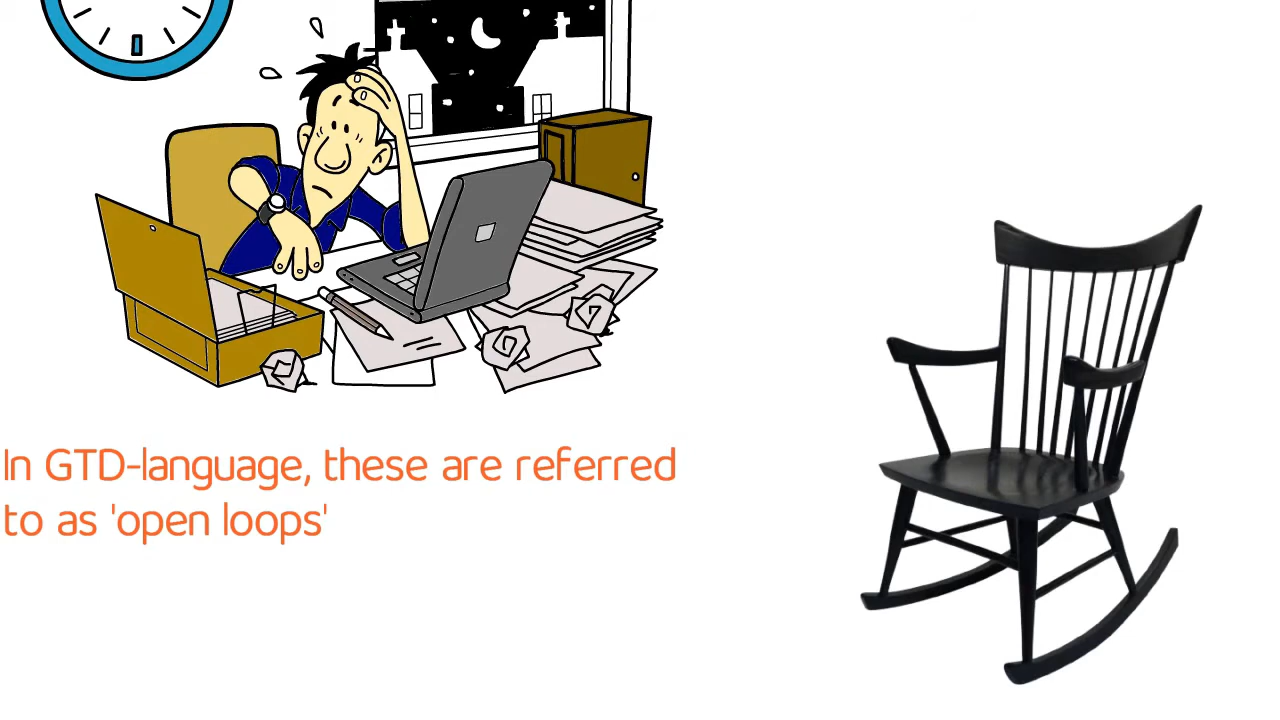 In GTD-language, these are referred
to as 'open loops'